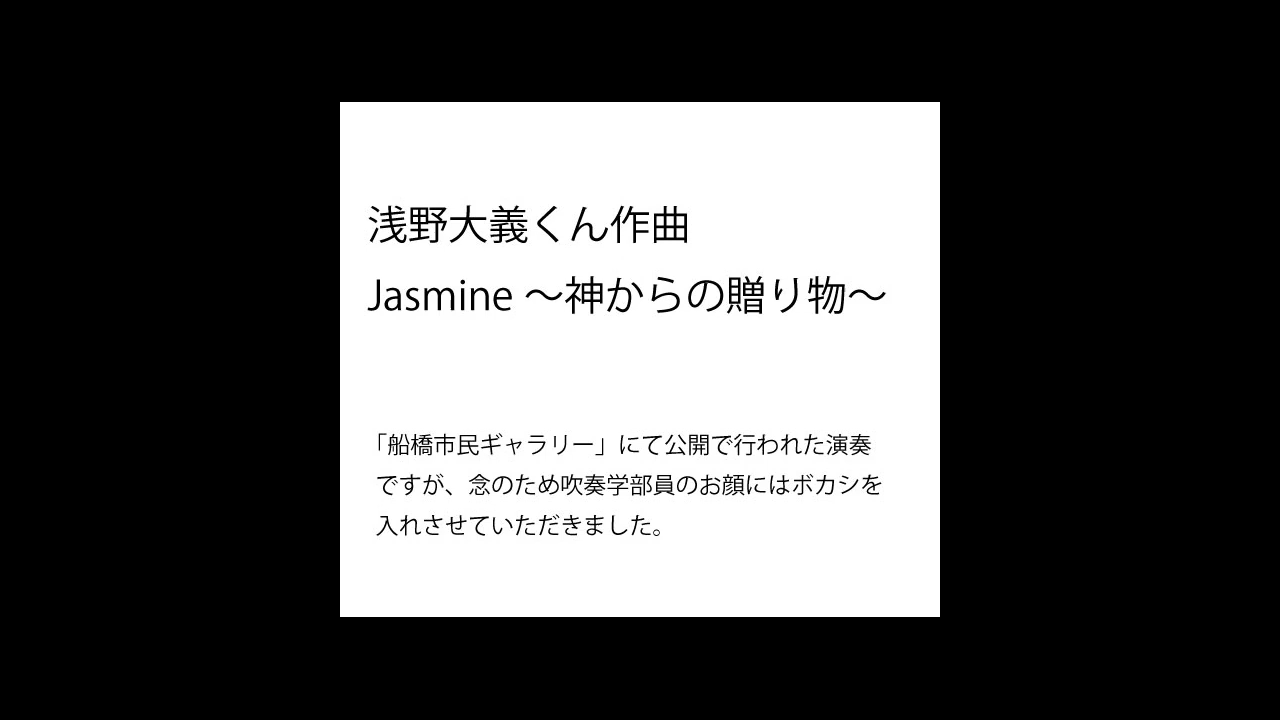 浅野大義くん作曲
Jasmine ～神からの贈り物～
「船橋市民ギャラリー」にて公開で行われた演奏
ですが、念のため吹奏学部員のお顔にはボカシを
入れさせていただきました。